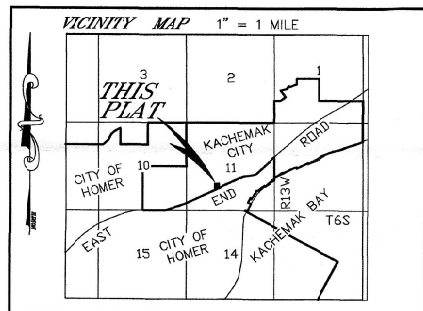 VICINITY MAP 1" = 1 MILE
3 2 1
THIS
PLAT
KACHEMAK
CITY
ROAD
CITY OF
HOMER
10
11
END
R13W
KACHEMAK BAY
T6S
EAST
15
CITY OF
HOMER
14